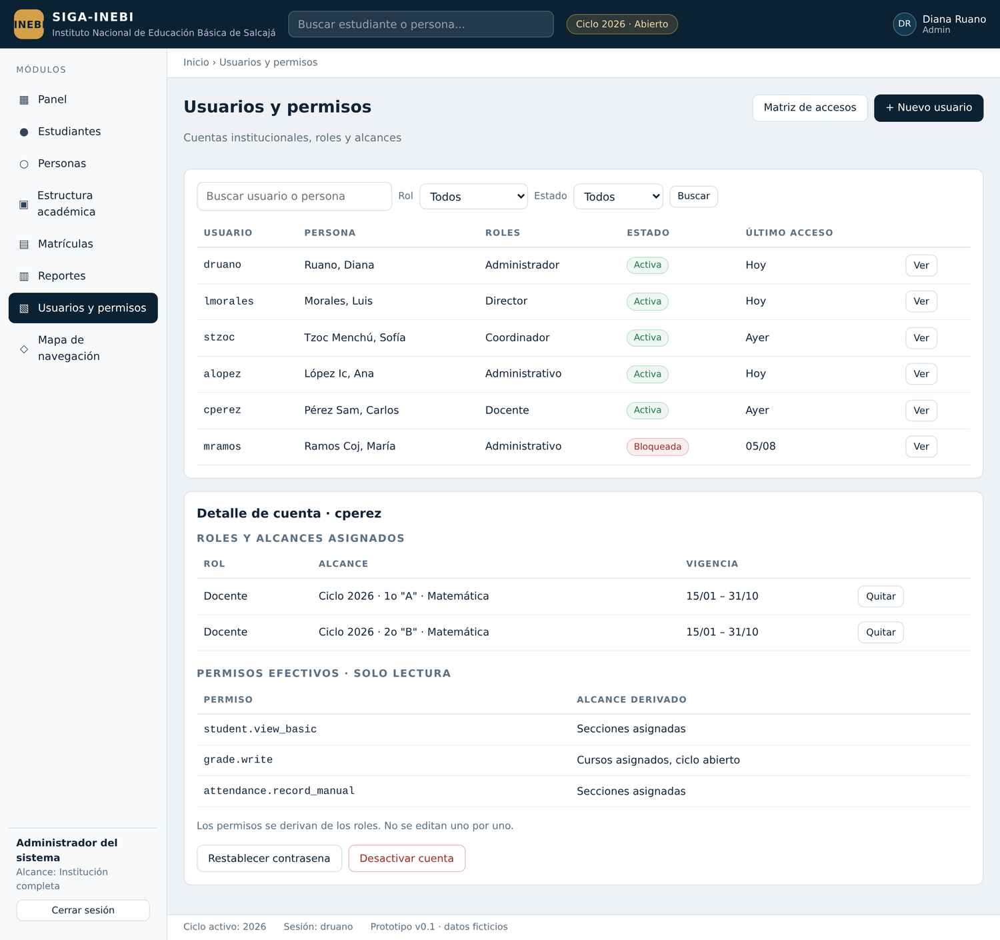 INEBI
SIGA-INEBI
Instituto Nacional de Educación Básica de Salcajá
Buscar estudiante o persona...
Ciclo 2026 · Abierto
DR
Diana Ruano
Admin
MÓDULOS
Panel
Estudiantes
Personas
Estructura
académica
Matrículas
Reportes
Usuarios y permisos
Mapa de
navegación
Administrador del
sistema
Alcance: Institución
completa
Cerrar sesión
Inicio › Usuarios y permisos
Usuarios y permisos
Matriz de accesos
+ Nuevo usuario
Cuentas institucionales, roles y alcances
Buscar usuario o persona Rol Todos Estado Todos Buscar
USUARIO PERSONA ROLES ESTADO ÚLTIMO ACCESO
druano Ruano, Diana Administrador Activa Hoy Ver
lmorales Morales, Luis Director Activa Hoy Ver
stzoc Tzoc Menchú, Sofía Coordinador Activa Ayer Ver
alopez López Ic, Ana Administrativo Activa Hoy Ver
cperez Pérez Sam, Carlos Docente Activa Ayer Ver
mramos Ramos Coj, María Administrativo Bloqueada 05/08 Ver
Detalle de cuenta · cperez
ROLES Y ALCANCES ASIGNADOS
ROL ALCANCE VIGENCIA
Docente Ciclo 2026 · 1o "A" · Matemática 15/01 – 31/10 Quitar
Docente Ciclo 2026 · 2o "B" · Matemática 15/01 – 31/10 Quitar
PERMISOS EFECTIVOS · SOLO LECTURA
PERMISO ALCANCE DERIVADO
student.view_basic Secciones asignadas
grade.write Cursos asignados, ciclo abierto
attendance.record_manual Secciones asignadas
Los permisos se derivan de los roles. No se editan uno por uno.
Restablecer contrasena Desactivar cuenta
Ciclo activo: 2026 Sesión: druano Prototipo v0.1 · datos ficticios